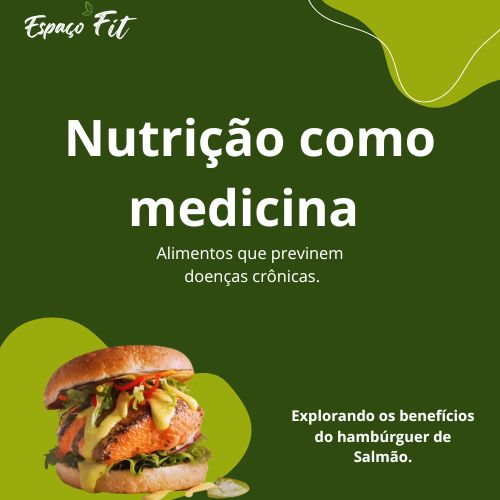 Espaço Fit
Nutrição como
medicina
Alimentos que previnem
doenças crônicas.
Explorando os benefícios
do hambúrguer de
Salmão.